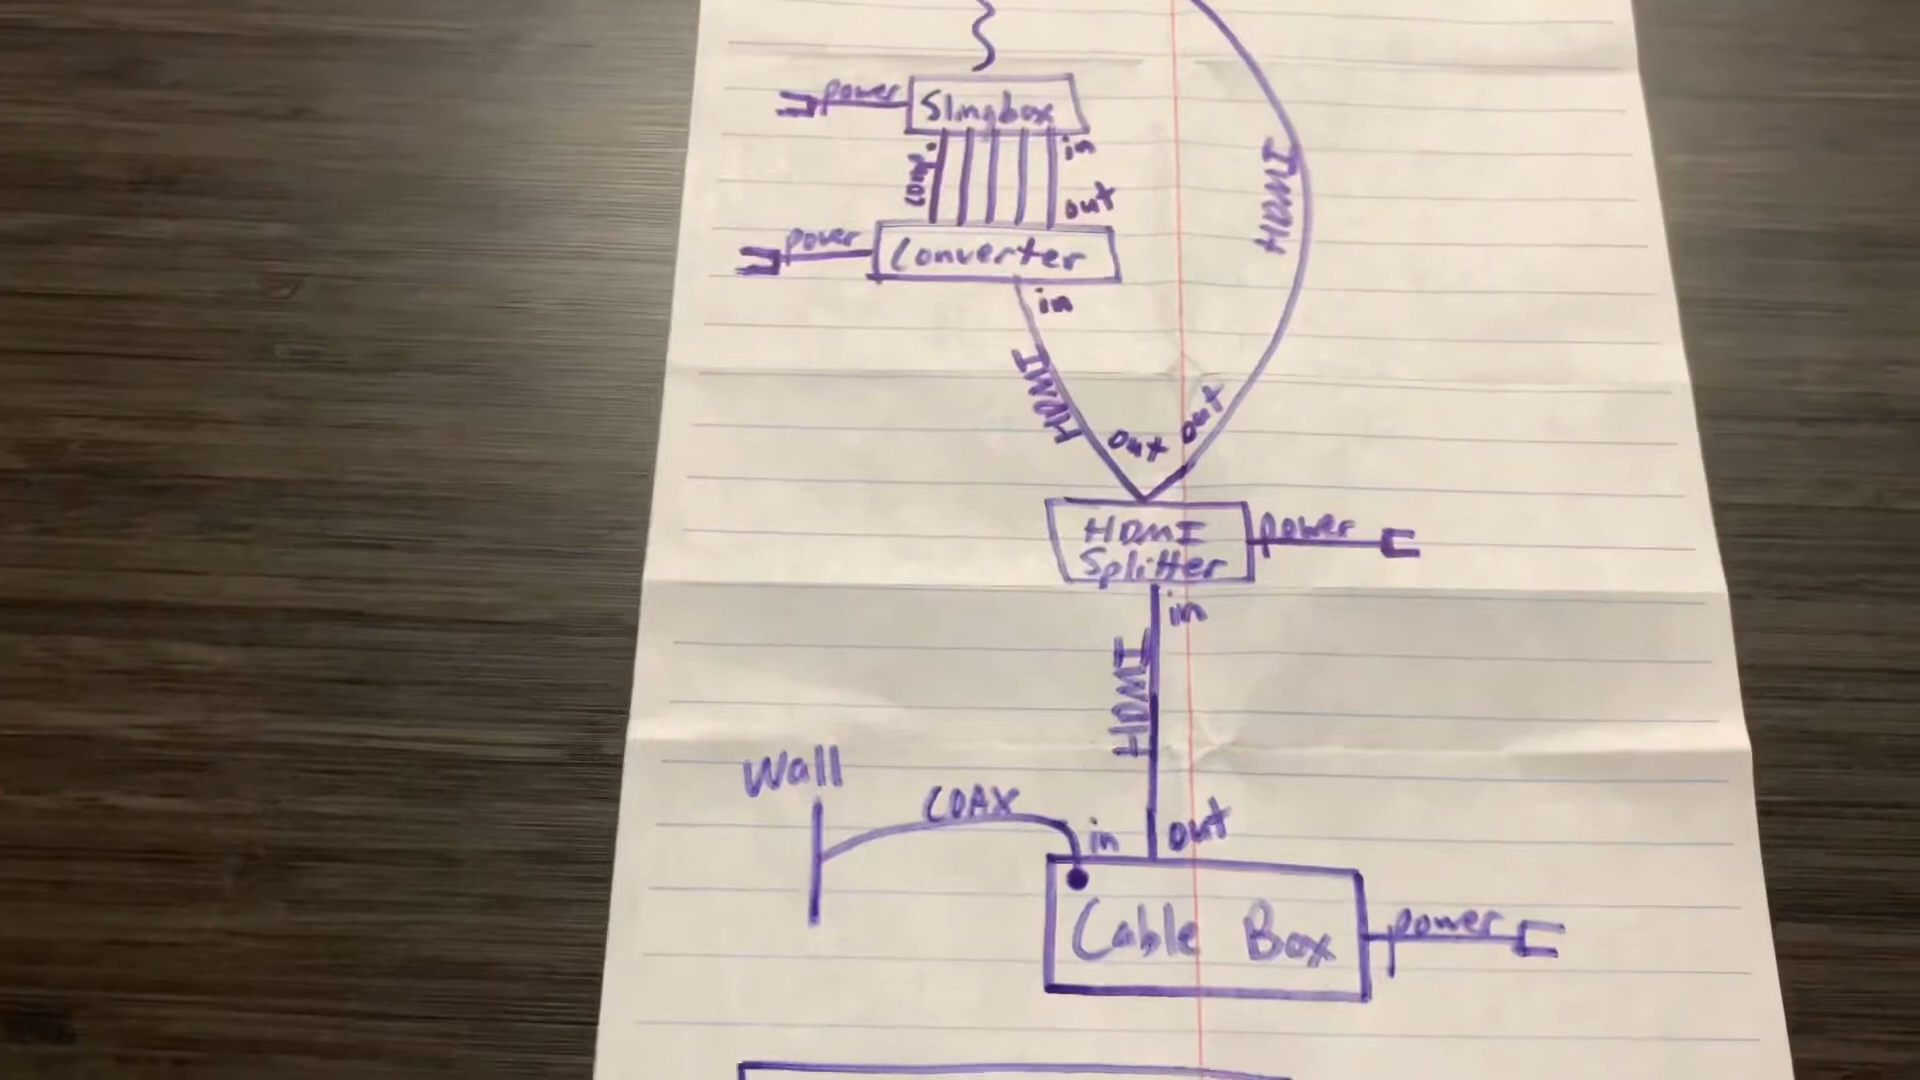 power
Slingbox
comp.
in
out
power
Converter
in
HDMI
HDMI
out
out
HDMI
Splitter
power
in
HDMI
Wall
COAX
in
out
Cable Box
power